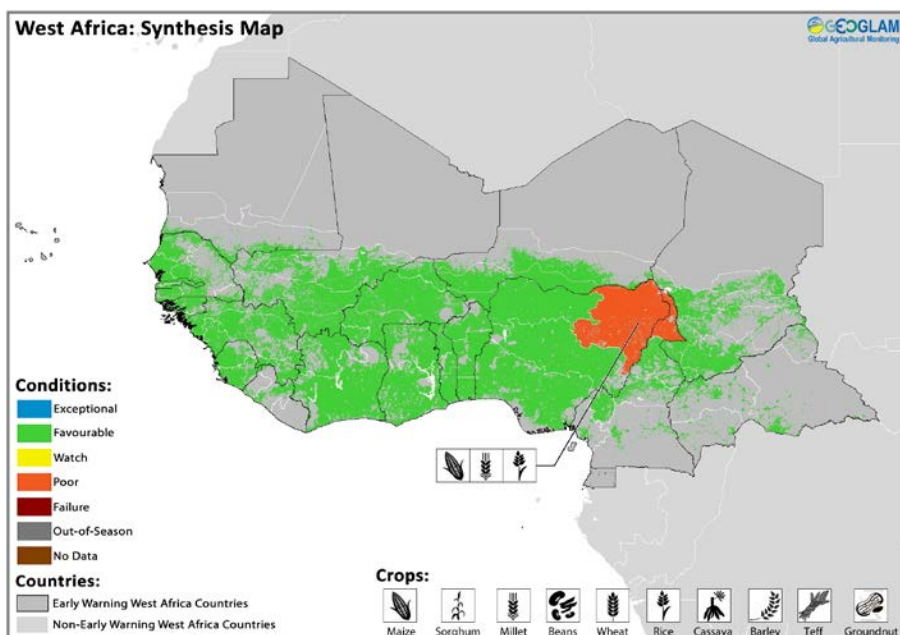 West Africa: Synthesis Map
GEOGLAM
Global Agricultural Monitoring
Conditions:
Exceptional
Favourable
Watch
Poor
Failure
Out-of-Season
No Data
Countries:
Early Warning West Africa Countries
Non-Early Warning West Africa Countries
Crops:
Maize Sorghum Millet Beans Wheat Rice Cassava Barley Teff Groundnut